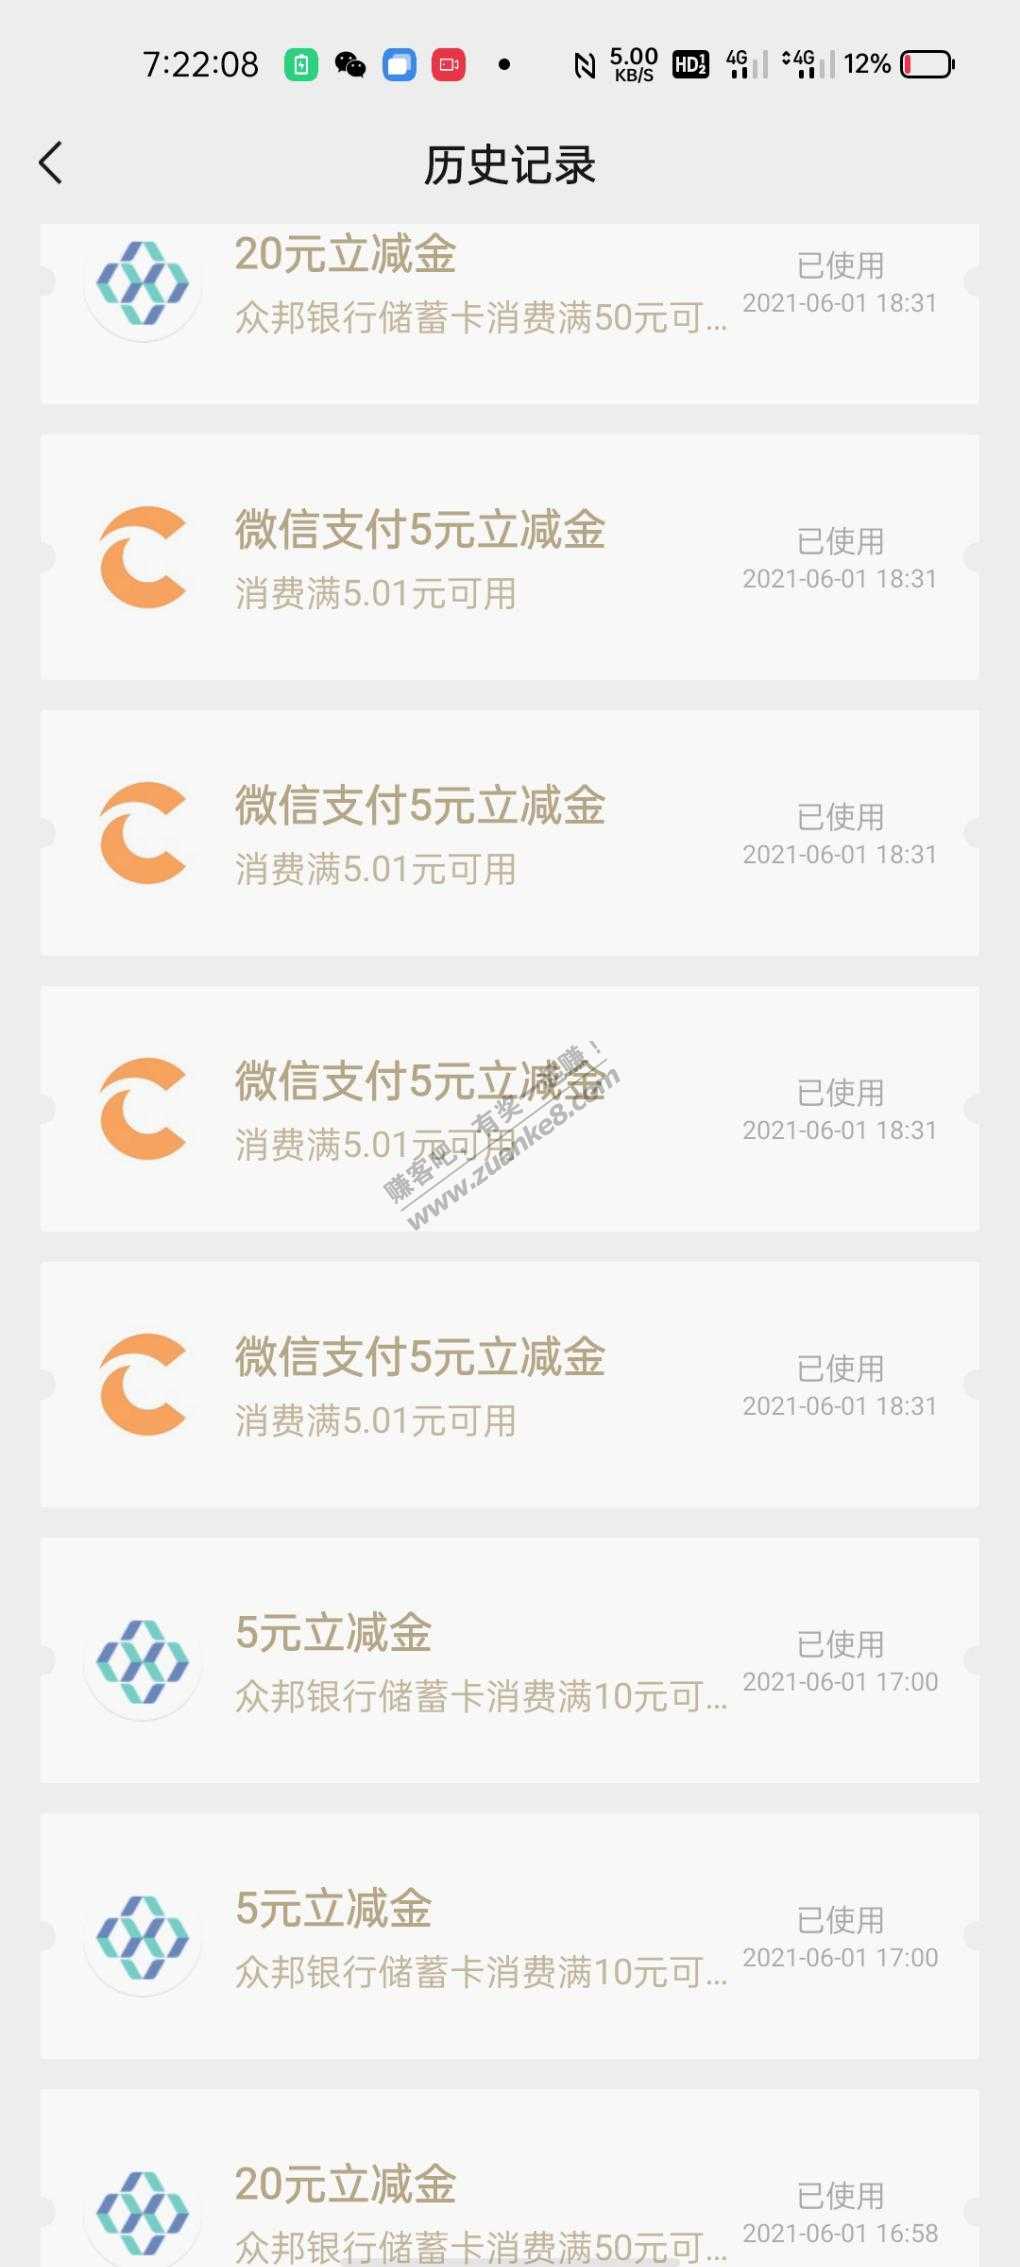 7:22:08
5.00
KB/S
HD 1 2
4G
4G
12%
历史记录
20元立减金
已使用
众邦银行储蓄卡消费满50元可...
2021-06-01 18:31
微信支付5元立减金
已使用
消费满5.01元可用
2021-06-01 18:31
微信支付5元立减金
已使用
消费满5.01元可用
2021-06-01 18:31
微信支付5元立减金
已使用
消费满5.01元可用
2021-06-01 18:31
赚客吧，有奖一起赚！
www.zuanke8.com
微信支付5元立减金
已使用
消费满5.01元可用
2021-06-01 18:31
5元立减金
已使用
众邦银行储蓄卡消费满10元可...
2021-06-01 17:00
5元立减金
已使用
众邦银行储蓄卡消费满10元可...
2021-06-01 17:00
20元立减金
已使用
众邦银行储蓄卡消费满50元可...
2021-06-01 16:58